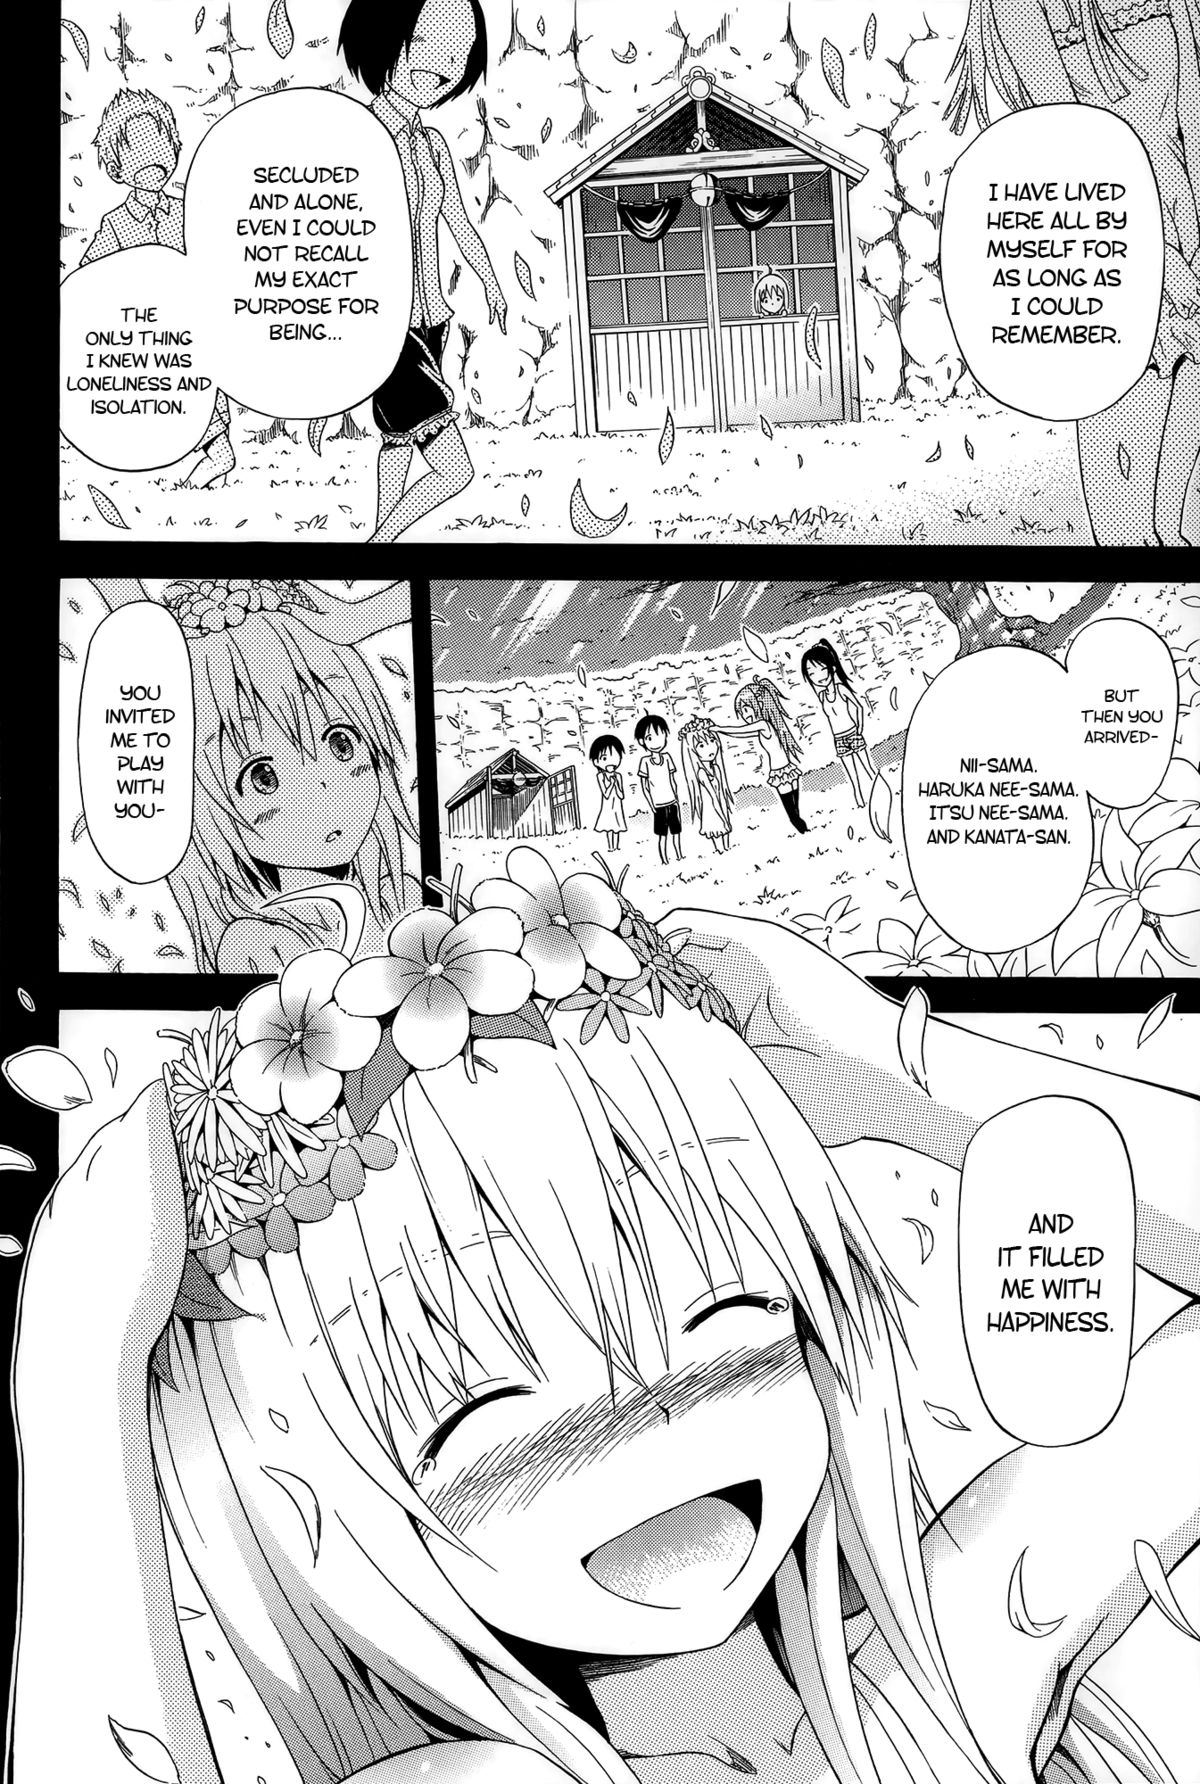 I HAVE LIVED
HERE ALL BY
MYSELF FOR
AS LONG AS
I COULD
REMEMBER.
SECLUDED
AND ALONE,
EVEN I COULD
NOT RECALL
MY EXACT
PURPOSE FOR
BEING...
THE
ONLY THING
I KNEW WAS
LONELINESS AND
ISOLATION.
BUT
THEN YOU
ARRIVED-
NII-SAMA.
HARUKA NEE-SAMA.
ITSU NEE-SAMA.
AND KANATA-SAN.
YOU
INVITED
ME TO
PLAY
WITH
YOU-
AND
IT FILLED
ME WITH
HAPPINESS.